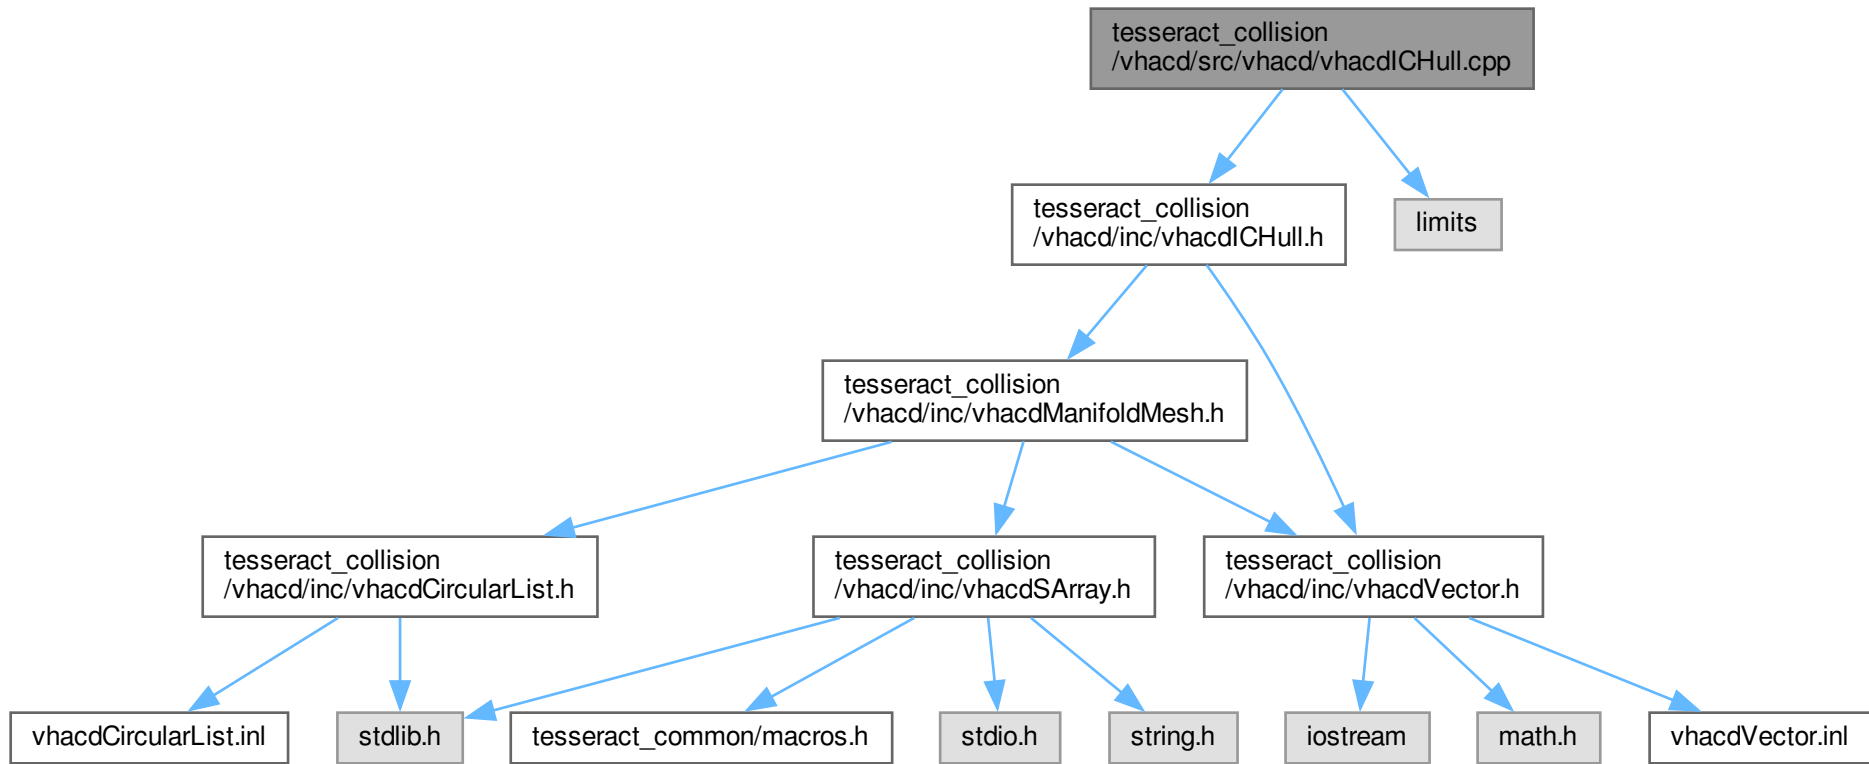 tesseract_collision
/vhacd/src/vhacd/vhacdICHull.cpp
tesseract_collision
/vhacd/inc/vhacdICHull.h
limits
tesseract_collision
/vhacd/inc/vhacdManifoldMesh.h
tesseract_collision
/vhacd/inc/vhacdCircularList.h
tesseract_collision
/vhacd/inc/vhacdSArray.h
tesseract_collision
/vhacd/inc/vhacdVector.h
vhacdCircularList.inl
stdlib.h
tesseract_common/macros.h
stdio.h
string.h
iostream
math.h
vhacdVector.inl